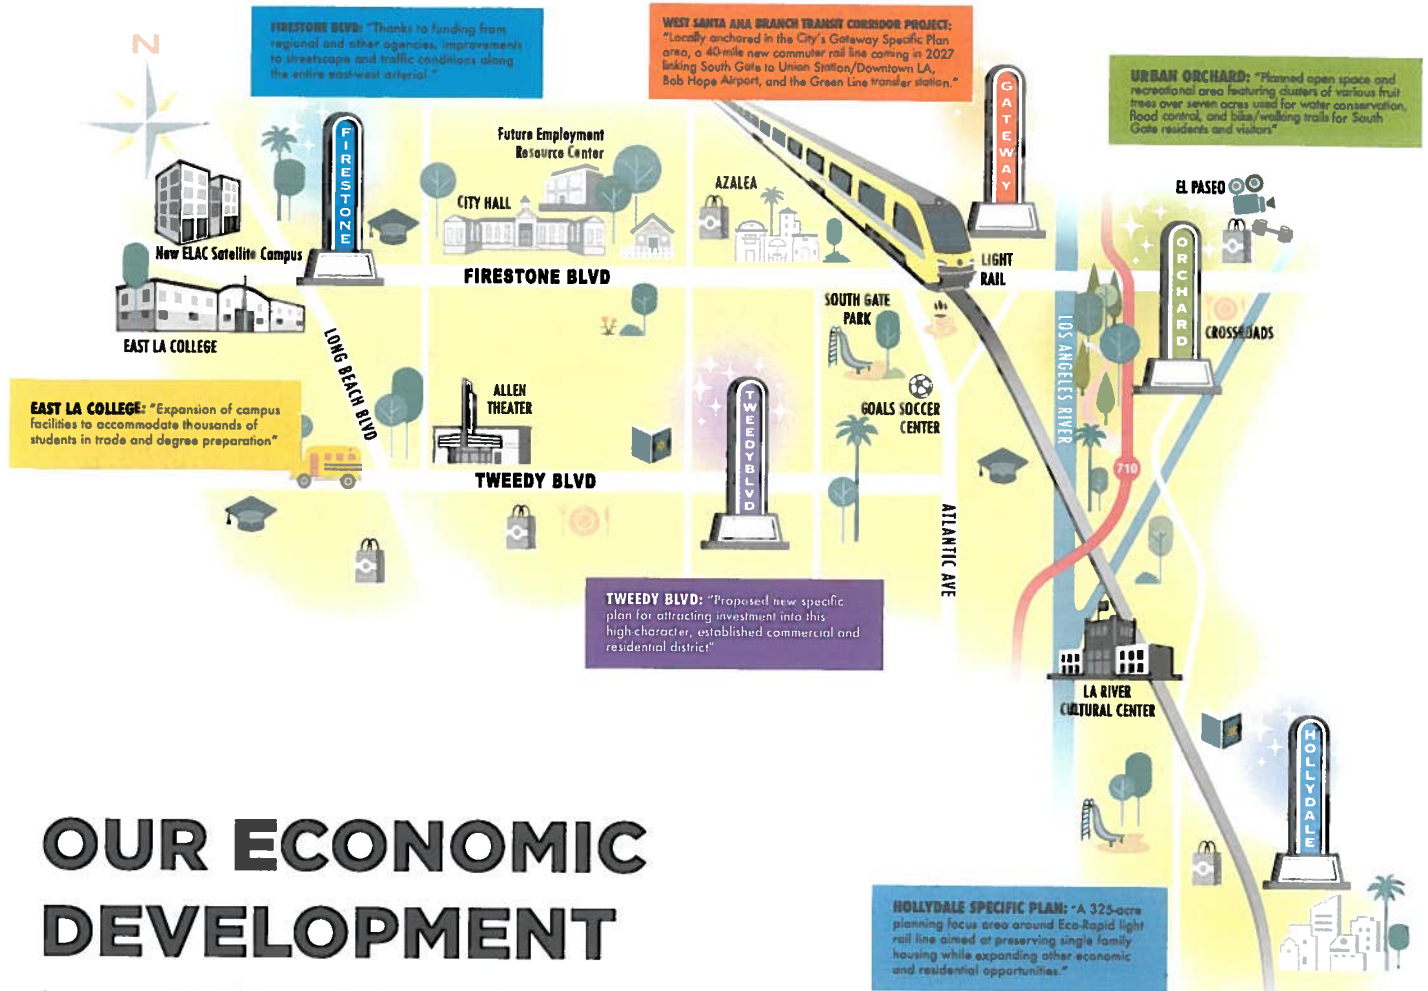 N
FIRESTONE BLVD: "Thanks to funding from
regional and other agencies, improvements
to streetscape and traffic conditions along
the entire east-west arterial."
WEST SANTA ANA BRANCH TRANSIT CORRIDOR PROJECT:
"Locally anchored in the City's Gateway Specific Plan
area, a 40-mile new commuter rail line coming in 2027
linking South Gate to Union Station/Downtown LA,
Bob Hope Airport, and the Green Line transfer station."
URBAN ORCHARD: "Planned open space and
recreational area featuring clusters of various fruit
trees over seven acres used for water conservation,
flood control, and bike/walking trails for South
Gate residents and visitors"
GATEWAY
FIRESTONE
Future Employment
Resource Center
CITY HALL
AZALEA
EL PASEO
ORCHARD
New ELAC Satellite Campus
FIRESTONE BLVD
LIGHT
RAIL
SOUTH GATE
PARK
CROSSROADS
EAST LA COLLEGE
LONG BEACH BLVD
LOS ANGELES RIVER
EAST LA COLLEGE: "Expansion of campus
facilities to accommodate thousands of
students in trade and degree preparation"
ALLEN
THEATER
TWEEDYBLVD
GOALS SOCCER
CENTER
710
TWEEDY BLVD
ATLANTIC AVE
TWEEDY BLVD: "Proposed new specific
plan for attracting investment into this
high-character, established commercial and
residential district"
LA RIVER
CULTURAL CENTER
HOLLYDALE
OUR ECONOMIC
DEVELOPMENT
HOLLYDALE SPECIFIC PLAN: "A 325-acre
planning focus area around Eco-Rapid light
rail line aimed at preserving single family
housing while expanding other economic
and residential opportunities."